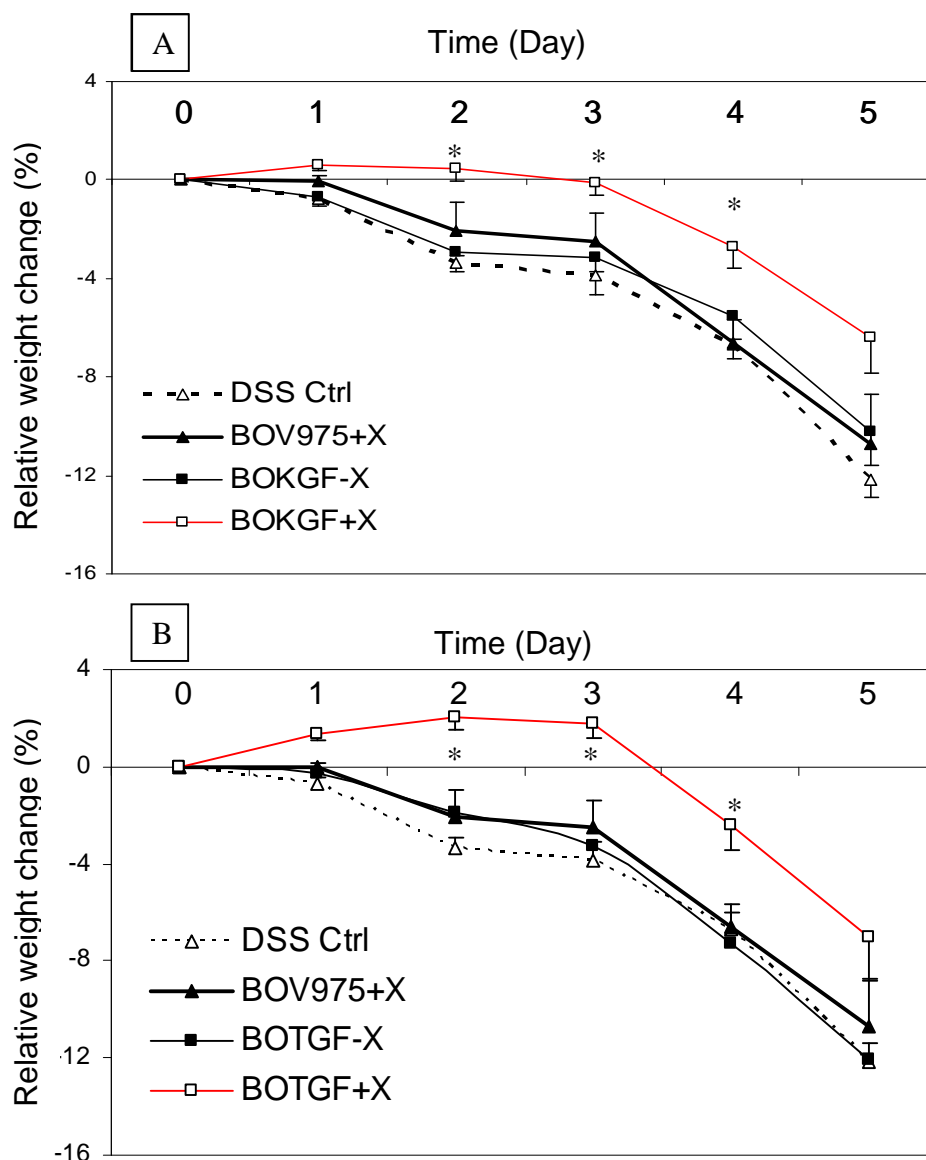 A
Time (Day)
4
0 1 2 3 4 5
* * *
0
-4
-8
-12
-16
Relative weight change (%)
DSS Ctrl
BOV975+X
BOKGF-X
BOKGF+X
B
Time (Day)
4
0 1 2 3 4 5
* * *
0
-4
-8
-12
-16
Relative weight change (%)
DSS Ctrl
BOV975+X
BOTGF-X
BOTGF+X